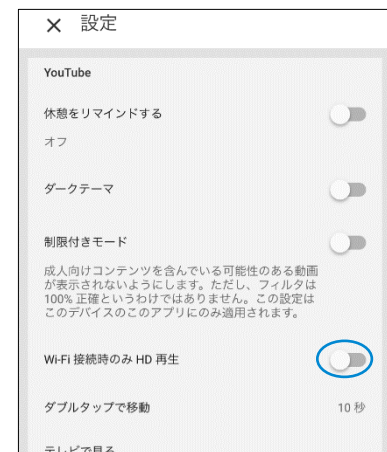 × 設定
YouTube
休憩をリマインドする
オフ
ダークテーマ
制限付きモード
成人向けコンテンツを含んでいる可能性のある動画
が表示されないようにします。ただし、フィルタは
100% 正確というわけではありません。この設定は
このデバイスのこのアプリにのみ適用されます。
Wi-Fi 接続時のみ HD 再生
ダブルタップで移動 10 秒
テレビで見る